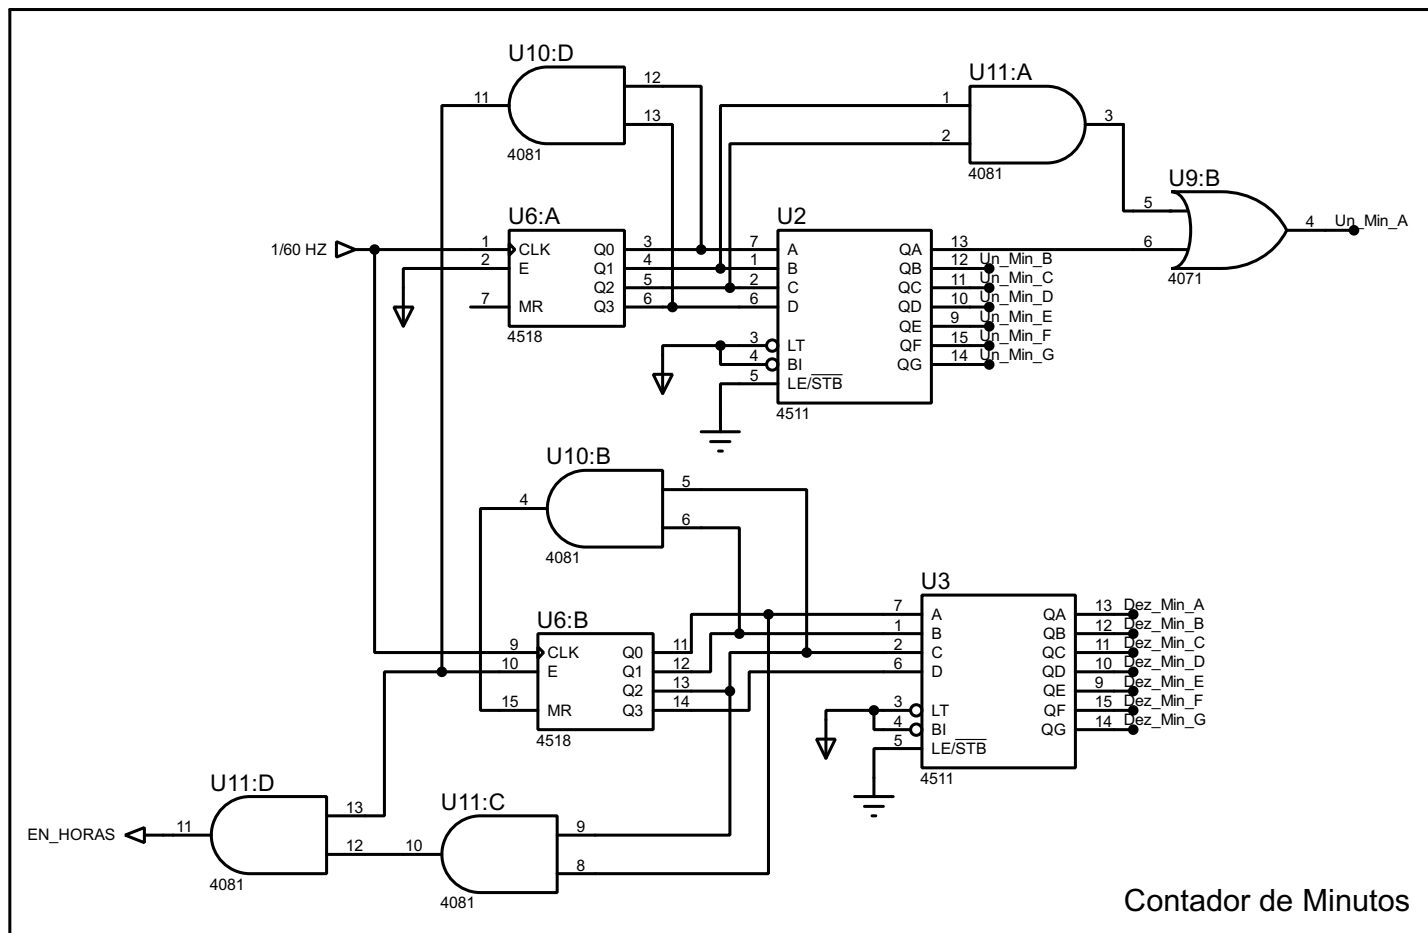 U10:D
12
11
13
4081
U11:A
1
2
3
4081
U9:B
5
6
4
Un_Min_A
4071
U6:A
1/60 HZ
1
CLK
Q0
3
2
E
Q1
4
Q2
5
7
MR
Q3
6
4518
U2
7
A
QA
13
1
B
QB
12
Un_Min_B
2
C
QC
11
Un_Min_C
6
D
QD
10
Un_Min_D
QE
9
Un_Min_E
3
LT
QF
15
Un_Min_F
4
BI
QG
14
Un_Min_G
5
LE/STB
4511
U10:B
5
4
6
4081
U6:B
9
CLK
Q0
11
10
E
Q1
12
Q2
13
15
MR
Q3
14
4518
U3
7
A
QA
13
Dez_Min_A
1
B
QB
12
Dez_Min_B
2
C
QC
11
Dez_Min_C
6
D
QD
10
Dez_Min_D
QE
9
Dez_Min_E
3
LT
QF
15
Dez_Min_F
4
BI
QG
14
Dez_Min_G
5
LE/STB
4511
U11:D
13
EN_HORAS
11
12
4081
U11:C
9
10
8
4081
Contador de Minutos